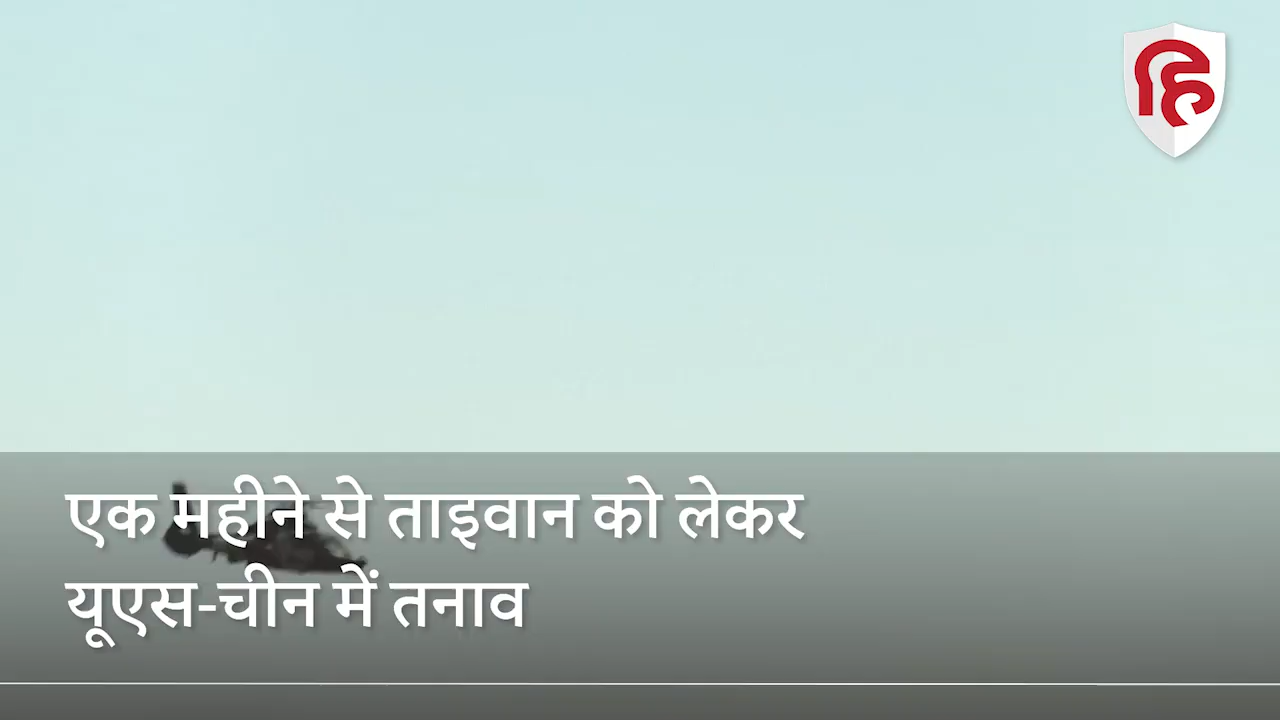 हि
एक महीने से ताइवान को लेकर
यूएस-चीन में तनाव